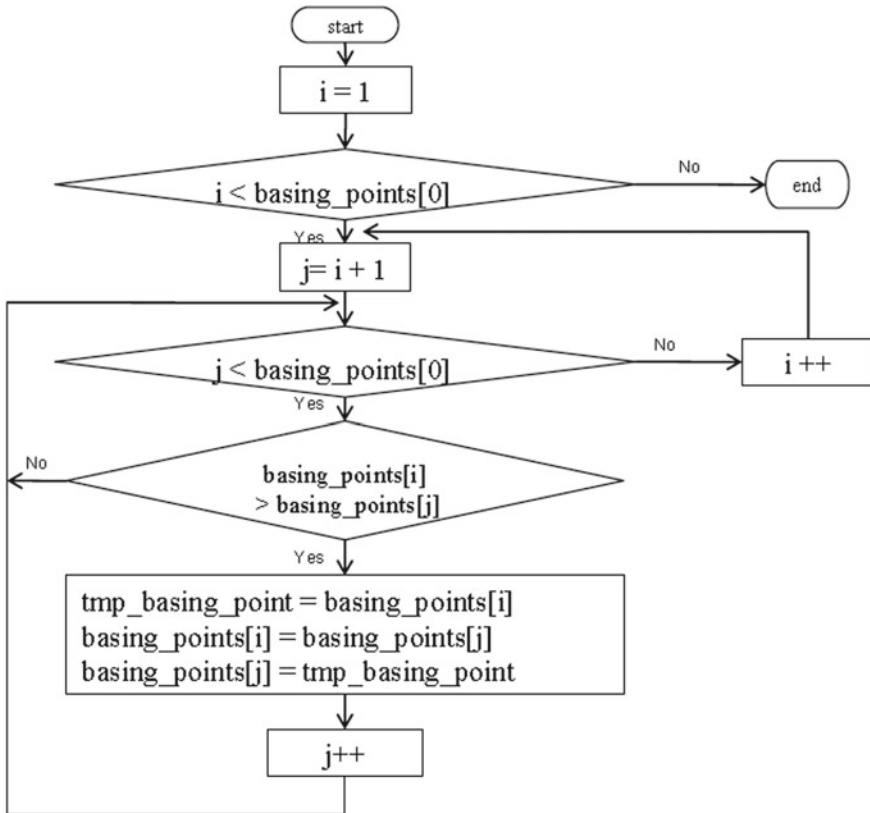 start
i = 1
i < basing_points[0]
No
end
Yes
j= i + 1
j < basing_points[0]
No
i ++
Yes
basing_points[i]
> basing_points[j]
No
Yes
tmp_basing_point = basing_points[i]
basing_points[i] = basing_points[j]
basing_points[j] = tmp_basing_point
j++